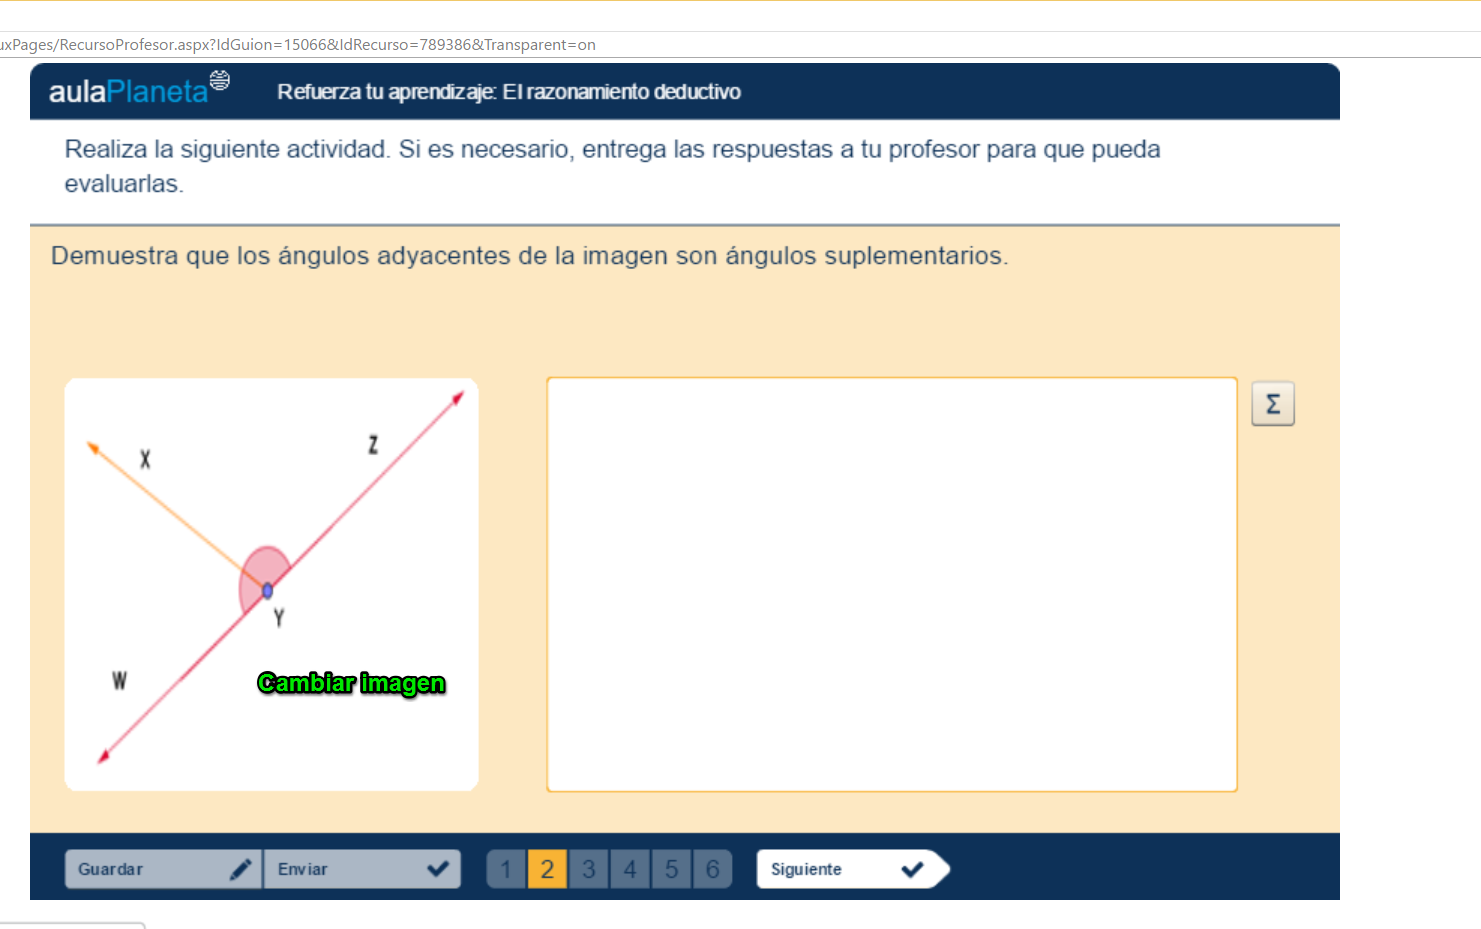 uxPages/RecursoProfesor.aspx?IdGuion=15066&IdRecurso=789386&Transparent=on
aulaPlaneta
Refuerza tu aprendizaje: El razonamiento deductivo
Realiza la siguiente actividad. Si es necesario, entrega las respuestas a tu profesor para que pueda
evaluarlas.
Demuestra que los ángulos adyacentes de la imagen son ángulos suplementarios.
Σ
Z
X
Y
W
Cambiar imagen
Guardar
Enviar
1 2 3 4 5 6
Siguiente